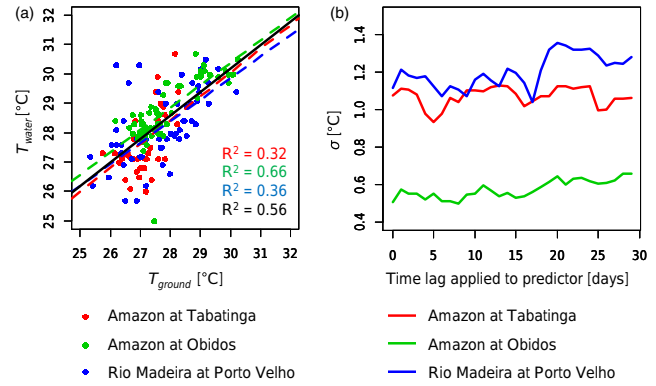 (a)
32
31
30
29
28
27
26
25
T_water [°C]
R² = 0.32
R² = 0.66
R² = 0.36
R² = 0.56
25 26 27 28 29 30 31 32
T_ground [°C]
Amazon at Tabatinga
Amazon at Obidos
Rio Madeira at Porto Velho
(b)
1.4
1.2
1.0
0.8
0.6
0.4
σ [°C]
0 5 10 15 20 25 30
Time lag applied to predictor [days]
Amazon at Tabatinga
Amazon at Obidos
Rio Madeira at Porto Velho